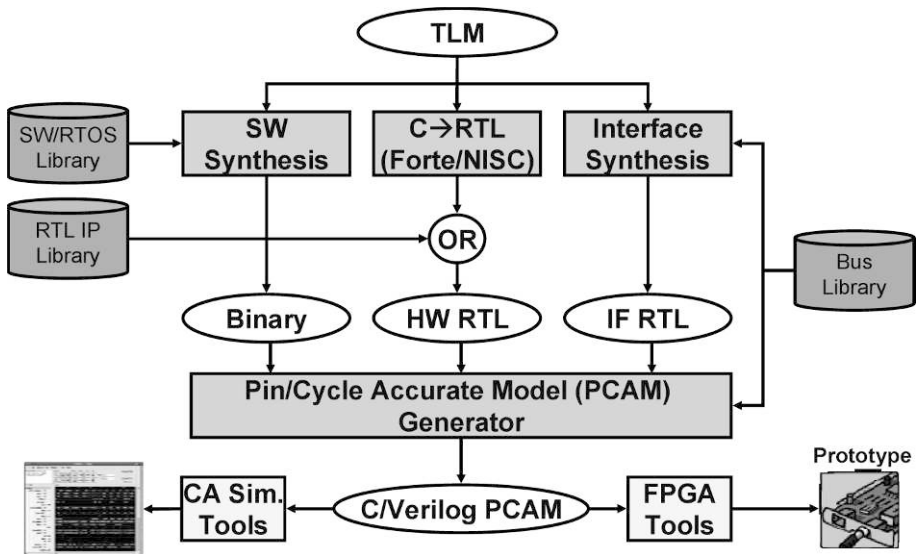 TLM
SW/RTOS
Library
SW
Synthesis
C→RTL
(Forte/NISC)
Interface
Synthesis
RTL IP
Library
OR
Bus
Library
Binary
HW RTL
IF RTL
Pin/Cycle Accurate Model (PCAM)
Generator
Prototype
CA Sim.
Tools
C/Verilog PCAM
FPGA
Tools